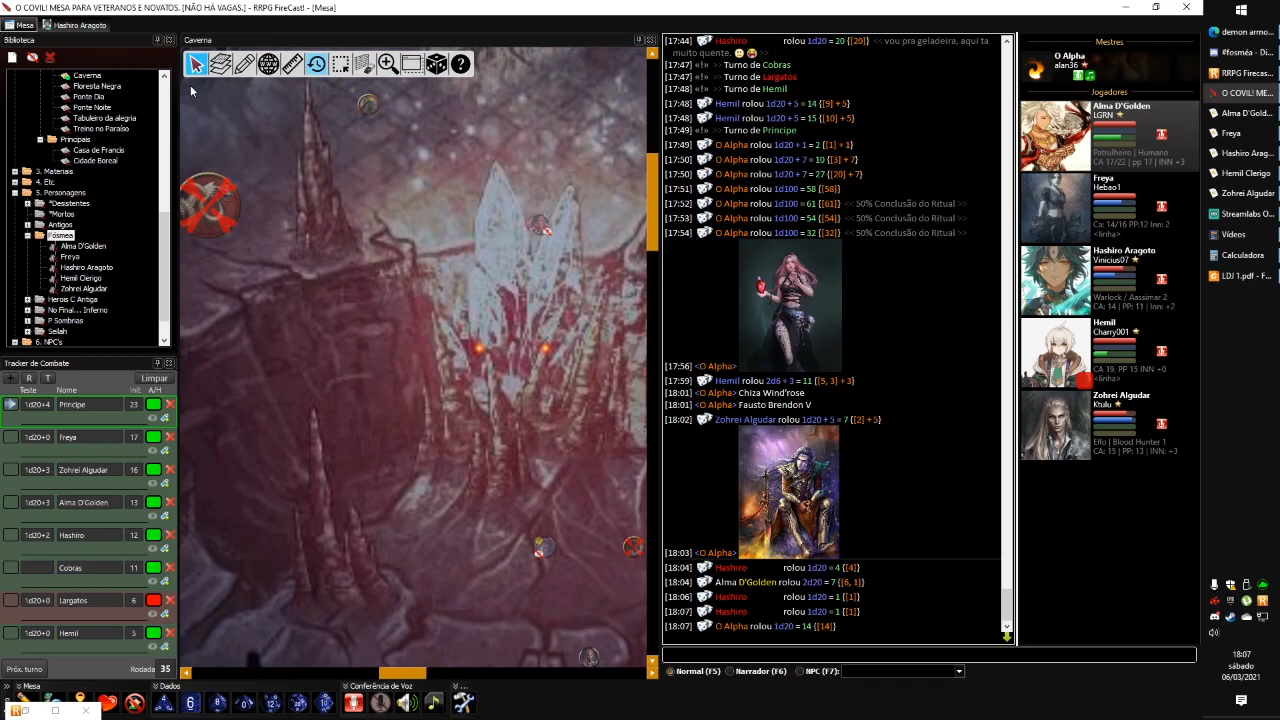 O COVIL! MESA PARA VETERANOS E NOVATOS. [NÃO HÁ VAGAS.] - RRPG FireCast! - [Mesa]
Mesa
Hashiro Aragoto
Biblioteca
Caverna
Floresta Negra
Ponte Dia
Ponte Noite
Tabuleiro da alegria
Treino no Paraíso
Principais
Casa de Francis
Cidade Boreal
3. Materiais
4. Etc
5. Personagens
*Desistentes
*Mortos
Antigos
Fósmea
Alma D'Golden
Freya
Hashiro Aragoto
Hemil Clerigo
Zohrei Algudar
Herois C Antiga
No Final... Inferno
P Sombrias
Seilah
6. NPC's
Tracker de Combate
R
T
Limpar
Teste
Nome
Init.
A/H
1d20+4 Principe 23
1d20+0 Freya 17
1d20+3 Zohrei Algudar 16
1d20+3 Alma D'Golden 13
1d20+2 Hashiro 12
Cobras 11
1d20+0 Largatos 6
1d20+0 Hemil 5
Próx. turno
Rodada 35
Caverna
[17:44] Hashiro rolou 1d20 = 20 {[20]} << vou pra geladeira, aqui ta
muito quente. >>
[17:47] «!» >> Turno de Cobras
[17:47] «!» >> Turno de Largatos
[17:48] «!» >> Turno de Hemil
[17:48] Hemil rolou 1d20 + 5 = 14 {[9] + 5}
[17:48] Hemil rolou 1d20 + 5 = 15 {[10] + 5}
[17:49] «!» >> Turno de Principe
[17:49] O Alpha rolou 1d20 + 1 = 2 {[1] + 1}
[17:50] O Alpha rolou 1d20 + 7 = 10 {[3] + 7}
[17:50] O Alpha rolou 1d20 + 7 = 27 {[20] + 7}
[17:51] O Alpha rolou 1d100 = 58 {[58]}
[17:52] O Alpha rolou 1d100 = 61 {[61]} << 50% Conclusão do Ritual >>
[17:53] O Alpha rolou 1d100 = 54 {[54]} << 50% Conclusão do Ritual >>
[17:54] O Alpha rolou 1d100 = 32 {[32]} << 50% Conclusão do Ritual >>
[17:56] <O Alpha>
[17:59] Hemil rolou 2d6 + 3 = 11 {[5, 3] + 3}
[18:01] <O Alpha> Chiza Wind'rose
[18:01] <O Alpha> Fausto Brendon V
[18:02] Zohrei Algudar rolou 1d20 + 5 = 7 {[2] + 5}
[18:03] <O Alpha>
[18:04] Hashiro rolou 1d20 = 4 {[4]}
[18:04] Alma D'Golden rolou 2d20 = 7 {[6, 1]}
[18:06] Hashiro rolou 1d20 = 1 {[1]}
[18:07] Hashiro rolou 1d20 = 1 {[1]}
[18:07] O Alpha rolou 1d20 = 14 {[14]}
Normal (F5)
Narrador (F6)
NPC (F7):
Mestres
O Alpha
alan36
Jogadores
Alma D'Golden
LGRN
Patrulheiro | Humano
CA 17/22 | pp 17 | INN +3
Freya
Hebao1
Ca: 14/16 PP:12 Inn: 2
<linha>
Hashiro Aragoto
Vinicius07
Warlock / Aassimar 2
CA: 14 | PP: 11 | Inn: +2
Hemil
Charry001
CA 19, PP 15 INN +0
<linha>
Zohrei Algudar
Ktulu
Elfo | Blood Hunter 1
CA: 15 | PP: 13 | INN: -3
Mesa
Dados
Conferência de Voz
...
demon armo...
#fosméa - Di...
RRPG Firecas...
O COVIL! ME...
Alma D'Gold...
Freya
Hashiro Arag...
Hemil Clerigo
Zohrei Algudar
Streamlabs O...
Vídeos
Calculadora
LDJ 1.pdf - F...
18:07
sábado
06/03/2021